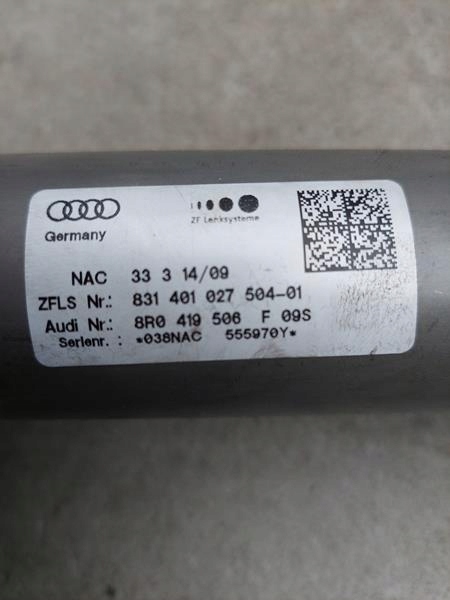 ZF Lenksysteme
Germany
NAC 33 3 14/09
ZFLS Nr.: 831 401 027 504-01
Audi Nr.: 8R0 419 506 F 09S
Serienr. : *038NAC 555970Y*